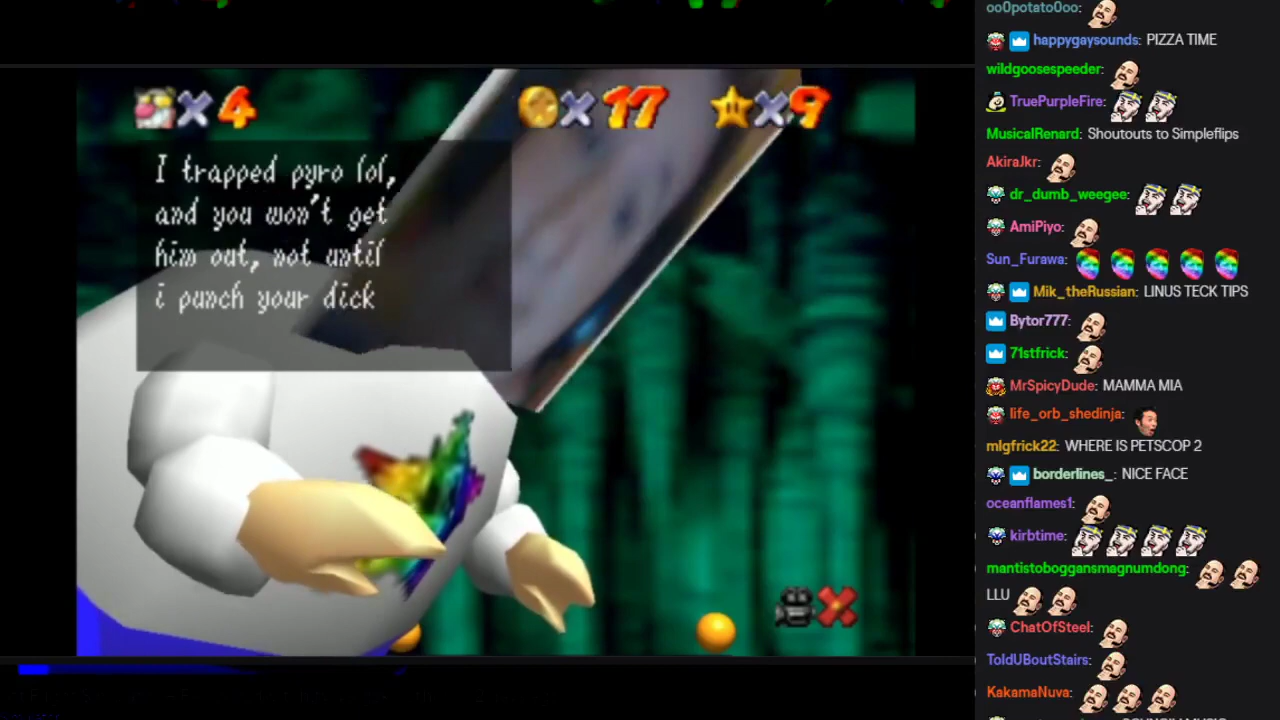 ×4
×17
×9
I trapped pyro lol,
and you won't get
him out, not until
i punch your dick
oo0potato0oo:
happygaysounds: PIZZA TIME
wildgoosespeeder:
TruePurpleFire:
MusicalRenard: Shoutouts to Simpleflips
AkiraJkr:
dr_dumb_weegee:
AmiPiyo:
Sun_Furawa:
Mik_theRussian: LINUS TECK TIPS
Bytor777:
71stfrick:
MrSpicyDude: MAMMA MIA
life_orb_shedinja:
mlgfrick22: WHERE IS PETSCOP 2
borderlines_: NICE FACE
oceanflames1:
kirbtime:
mantistoboggansmagnumdong:
LLU
ChatOfSteel:
ToldUBoutStairs:
KakamaNuva: